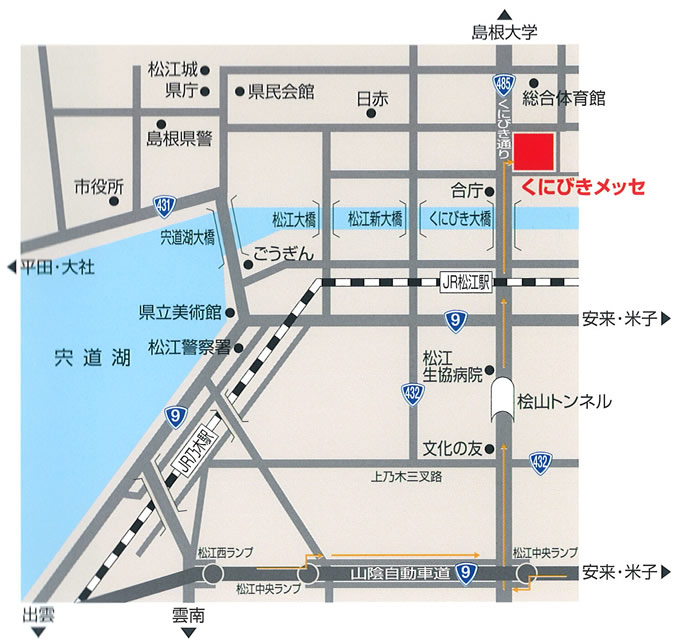 島根大学
松江城
県庁
県民会館
日赤
485
総合体育館
くにびき通り
島根県警
くにびきメッセ
市役所
合庁
431
宍道湖大橋
松江大橋
松江新大橋
くにびき大橋
ごうぎん
平田・大社
JR松江駅
県立美術館
9
安来・米子
松江警察署
宍道湖
松江
生協病院
432
桧山トンネル
9
JR乃木駅
文化の友
432
上乃木三叉路
松江西ランプ
松江中央ランプ
山陰自動車道
9
松江中央ランプ
安来・米子
出雲
雲南